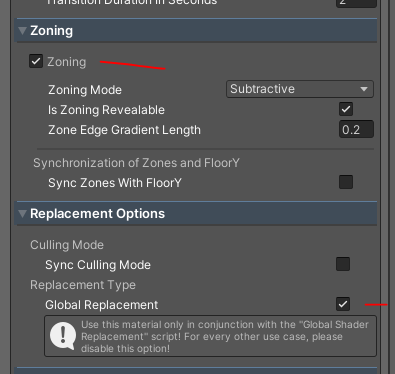 Transition Duration in Seconds
2
Zoning
Zoning
Zoning Mode
Subtractive
Is Zoning Revealable
Zone Edge Gradient Length
0.2
Synchronization of Zones and FloorY
Sync Zones With FloorY
Replacement Options
Culling Mode
Sync Culling Mode
Replacement Type
Global Replacement
Use this material only in conjunction with the "Global Shader
Replacement" script! For every other use case, please
disable this option!